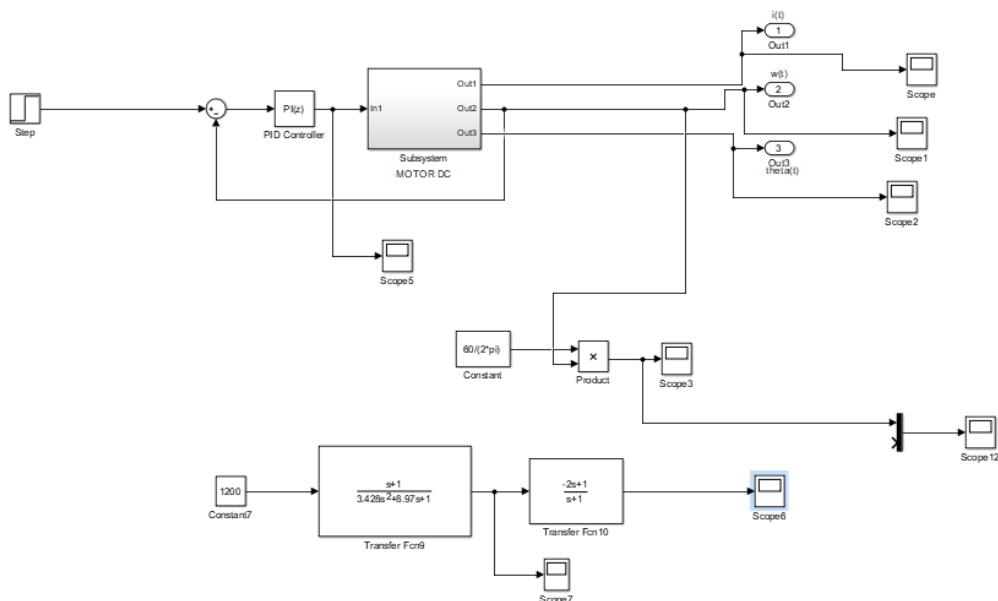 i(t)
1
Out1
Scope
w(t)
2
Out2
Step
+
-
PI(z)
PID Controller
In1
Out1
Out2
Out3
Subsystem
MOTOR DC
Scope1
3
Out3
theta(t)
Scope2
Scope5
60/(2*pi)
Constant
×
Product
Scope3
Scope12
1200
Constant7
s+1
3.428s²+8.97s+1
Transfer Fcn9
-2s+1
s+1
Transfer Fcn10
Scope6
Scope7